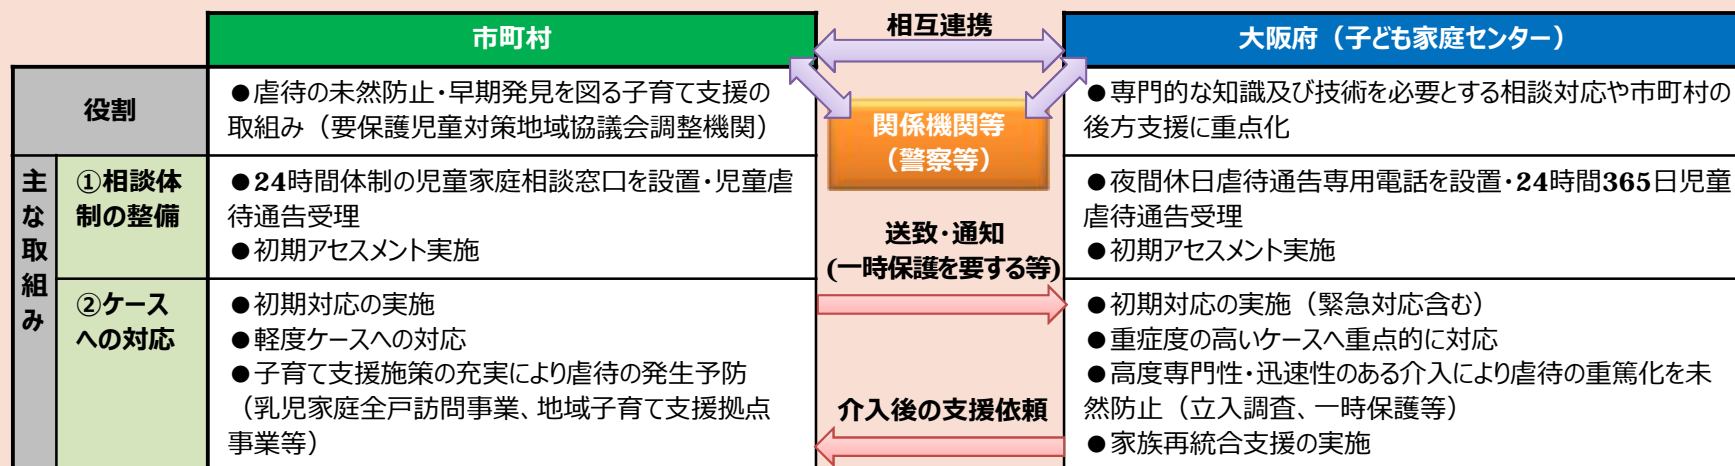 市町村
相互連携
大阪府（子ども家庭センター）
役割
●虐待の未然防止・早期発見を図る子育て支援の
取組み（要保護児童対策地域協議会調整機関）
関係機関等
（警察等）
●専門的な知識及び技術を必要とする相談対応や市町村の
後方支援に重点化
主な取組み
①相談体
制の整備
●24時間体制の児童家庭相談窓口を設置・児童虐
待通告受理
●初期アセスメント実施
送致・通知
(一時保護を要する等)
●夜間休日虐待通告専用電話を設置・24時間365日児童
虐待通告受理
●初期アセスメント実施
②ケース
への対応
●初期対応の実施
●軽度ケースへの対応
●子育て支援施策の充実により虐待の発生予防
（乳児家庭全戸訪問事業、地域子育て支援拠点
事業等）
介入後の支援依頼
●初期対応の実施（緊急対応含む）
●重症度の高いケースへ重点的に対応
●高度専門性・迅速性のある介入により虐待の重篤化を未
然防止（立入調査、一時保護等）
●家族再統合支援の実施